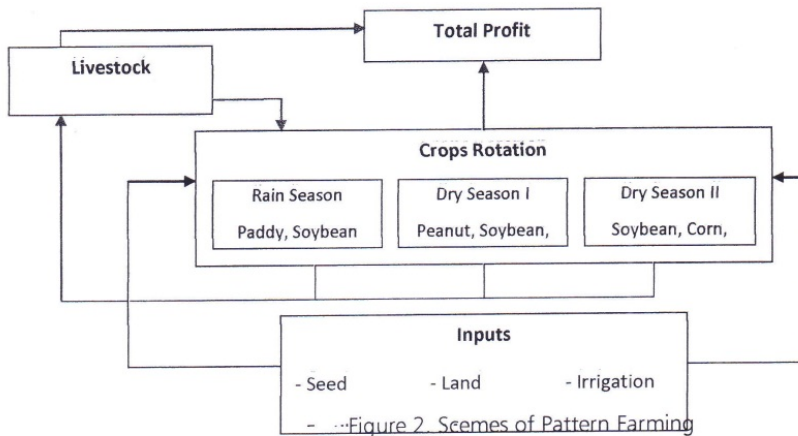 Total Profit
Livestock
Crops Rotation
Rain Season
Paddy, Soybean
Dry Season I
Peanut, Soybean,
Dry Season II
Soybean, Corn,
Inputs
- Seed - Land - Irrigation
- Figure 2. Scemes of Pattern Farming